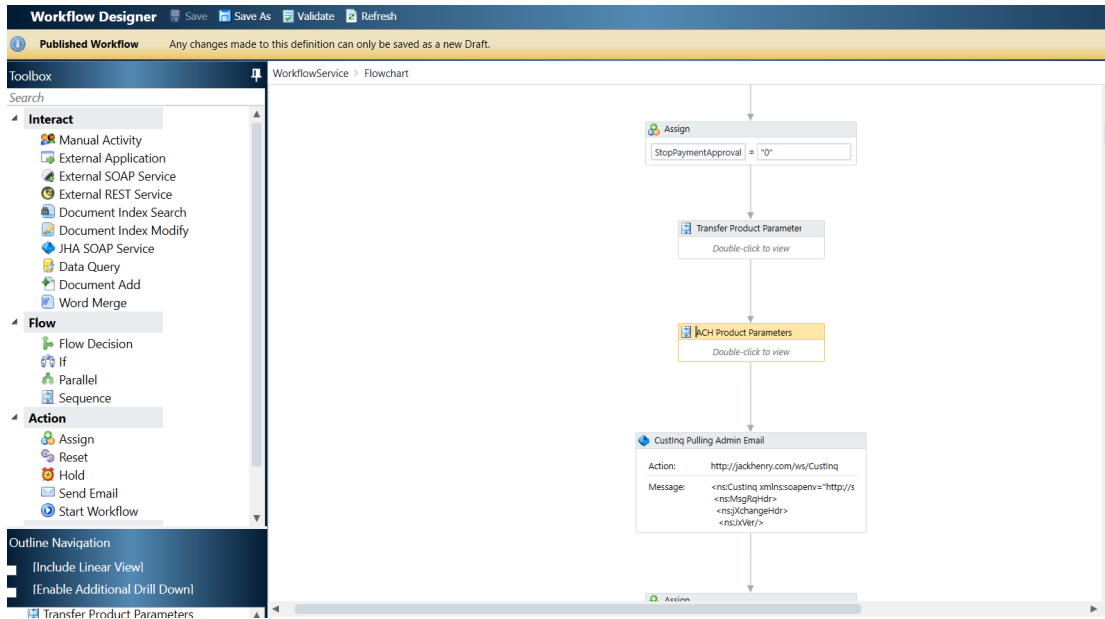 Workflow Designer Save Save As Validate Refresh
Published Workflow Any changes made to this definition can only be saved as a new Draft.
Toolbox
WorkflowService > Flowchart
Search
Interact
Manual Activity
External Application
External SOAP Service
External REST Service
Document Index Search
Document Index Modify
JHA SOAP Service
Data Query
Document Add
Word Merge
Flow
Flow Decision
If
Parallel
Sequence
Action
Assign
Reset
Hold
Send Email
Start Workflow
Outline Navigation
[Include Linear View]
[Enable Additional Drill Down]
Transfer Product Parameters
Assign
StopPaymentApproval = "0"
Transfer Product Parameter
Double-click to view
ACH Product Parameters
Double-click to view
CustInq Pulling Admin Email
Action: http://jackhenry.com/ws/CustInq
Message: <ns:CustInq xmlns:soapenv="http://s
<ns:MsgRqHdr>
<ns:jXchangeHdr>
<ns:JxVer/>
Assign